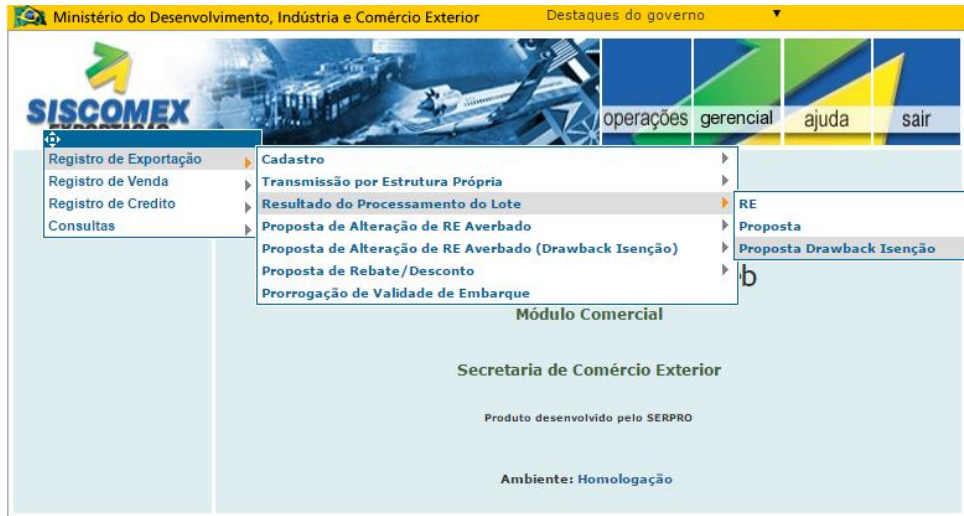 Ministério do Desenvolvimento, Indústria e Comércio Exterior
Destaques do governo
SISCOMEX
EXPORTAÇÃO
operações gerencial ajuda sair
Registro de Exportação
Registro de Venda
Registro de Credito
Consultas
Cadastro
Transmissão por Estrutura Própria
Resultado do Processamento do Lote
Proposta de Alteração de RE Averbado
Proposta de Alteração de RE Averbado (Drawback Isenção)
Proposta de Rebate/Desconto
Prorrogação de Validade de Embarque
RE
Proposta
Proposta Drawback Isenção
b
Módulo Comercial
Secretaria de Comércio Exterior
Produto desenvolvido pelo SERPRO
Ambiente: Homologação